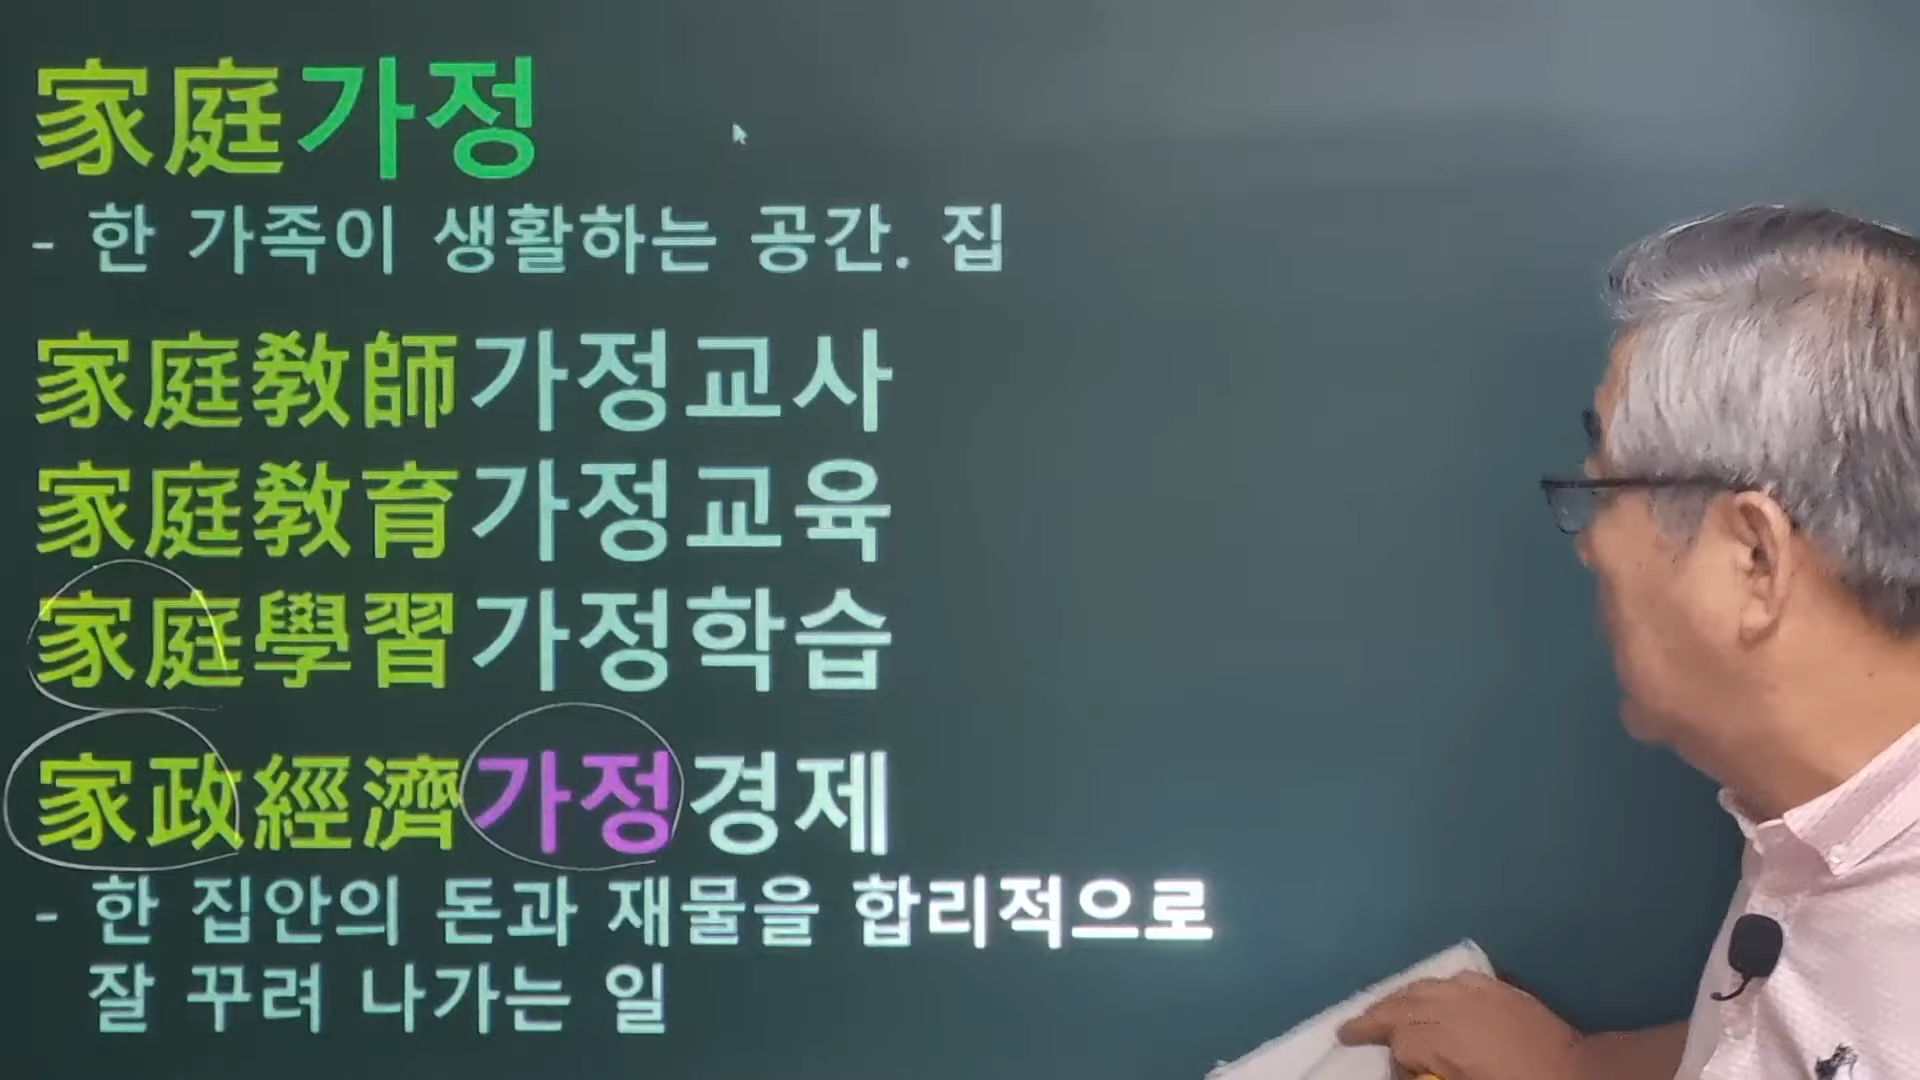 家庭가정
- 한 가족이 생활하는 공간. 집
家庭教師가정교사
家庭教育가정교육
家庭學習가정학습
家政經濟가정경제
- 한 집안의 돈과 재물을 합리적으로
잘 꾸려 나가는 일